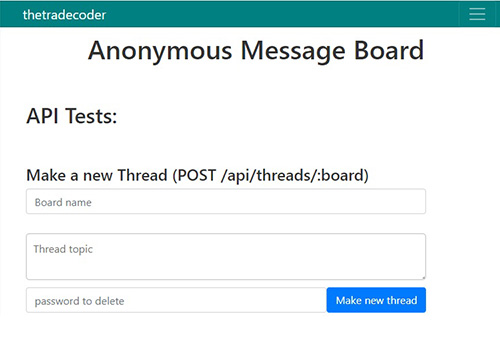 thetradecoder
Anonymous Message Board
API Tests:
Make a new Thread (POST /api/threads/:board)
Board name
Thread topic
password to delete
Make new thread